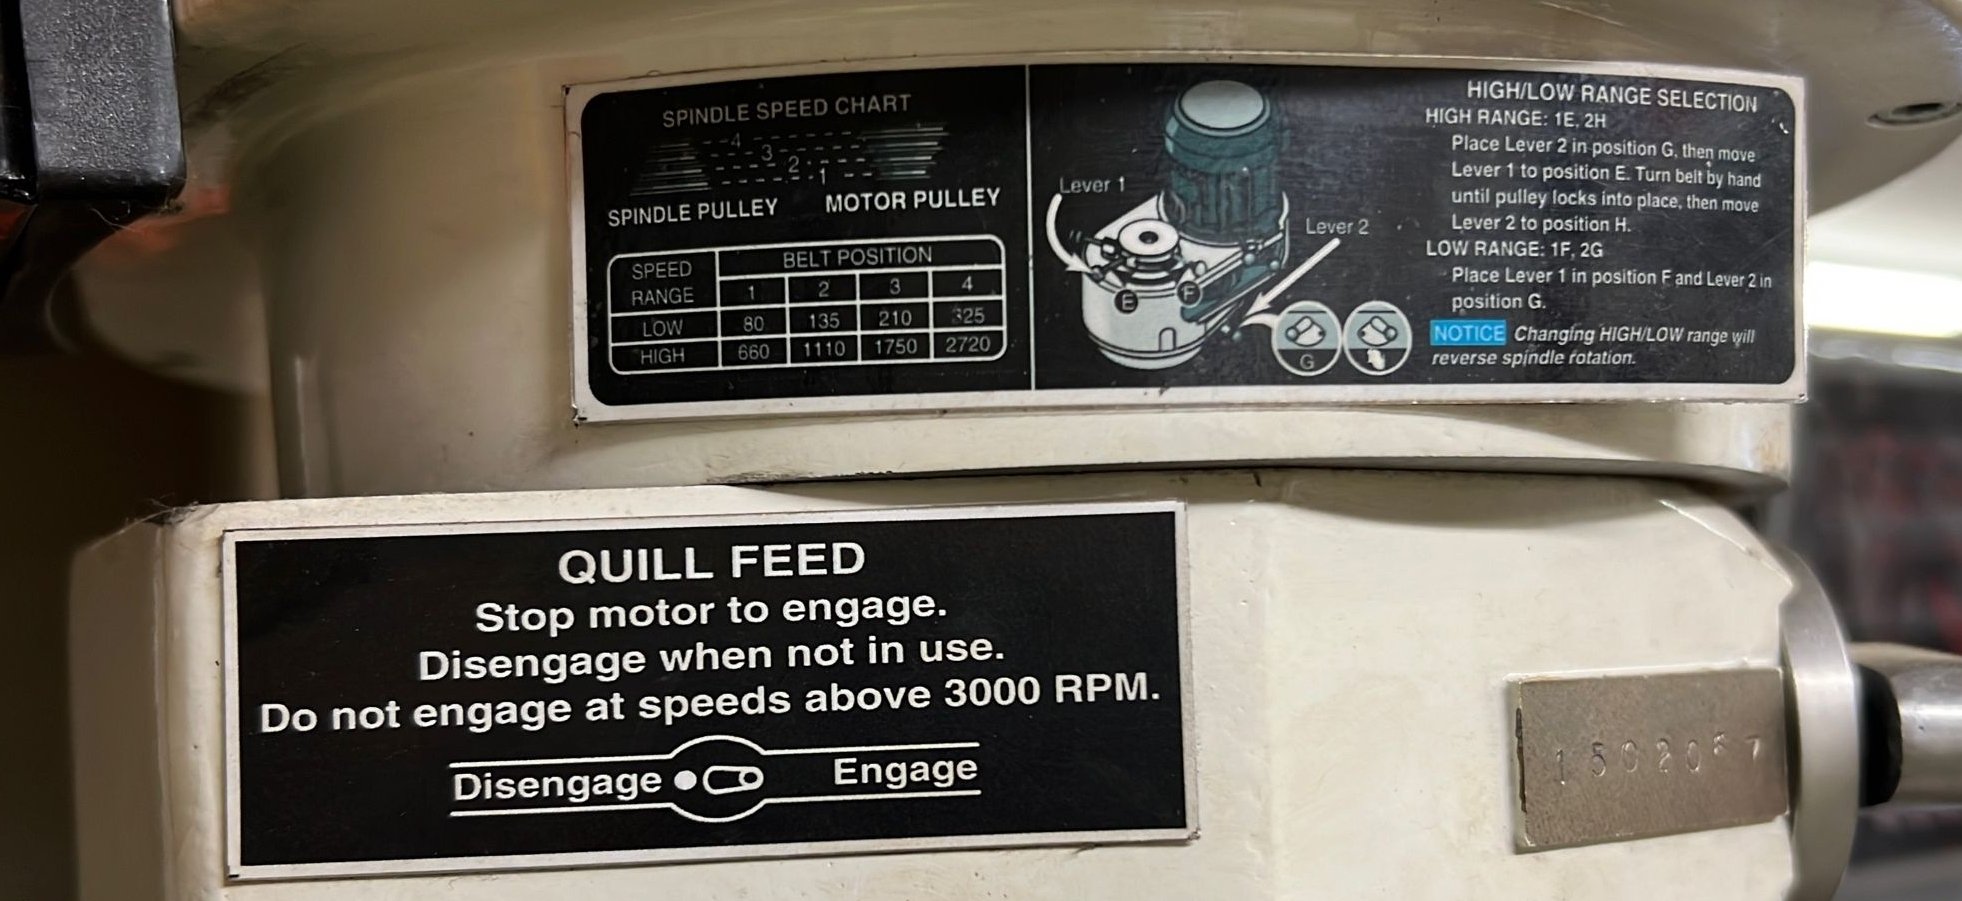 SPINDLE SPEED CHART
4
3
2
1
SPINDLE PULLEY MOTOR PULLEY
SPEED RANGE BELT POSITION
1 2 3 4
LOW 80 135 210 325
HIGH 660 1110 1750 2720
Lever 1
Lever 2
E F
G
HIGH/LOW RANGE SELECTION
HIGH RANGE: 1E, 2H
Place Lever 2 in position G, then move
Lever 1 to position E. Turn belt by hand
until pulley locks into place, then move
Lever 2 to position H.
LOW RANGE: 1F, 2G
Place Lever 1 in position F and Lever 2 in
position G.
NOTICE Changing HIGH/LOW range will
reverse spindle rotation.
QUILL FEED
Stop motor to engage.
Disengage when not in use.
Do not engage at speeds above 3000 RPM.
Disengage Engage